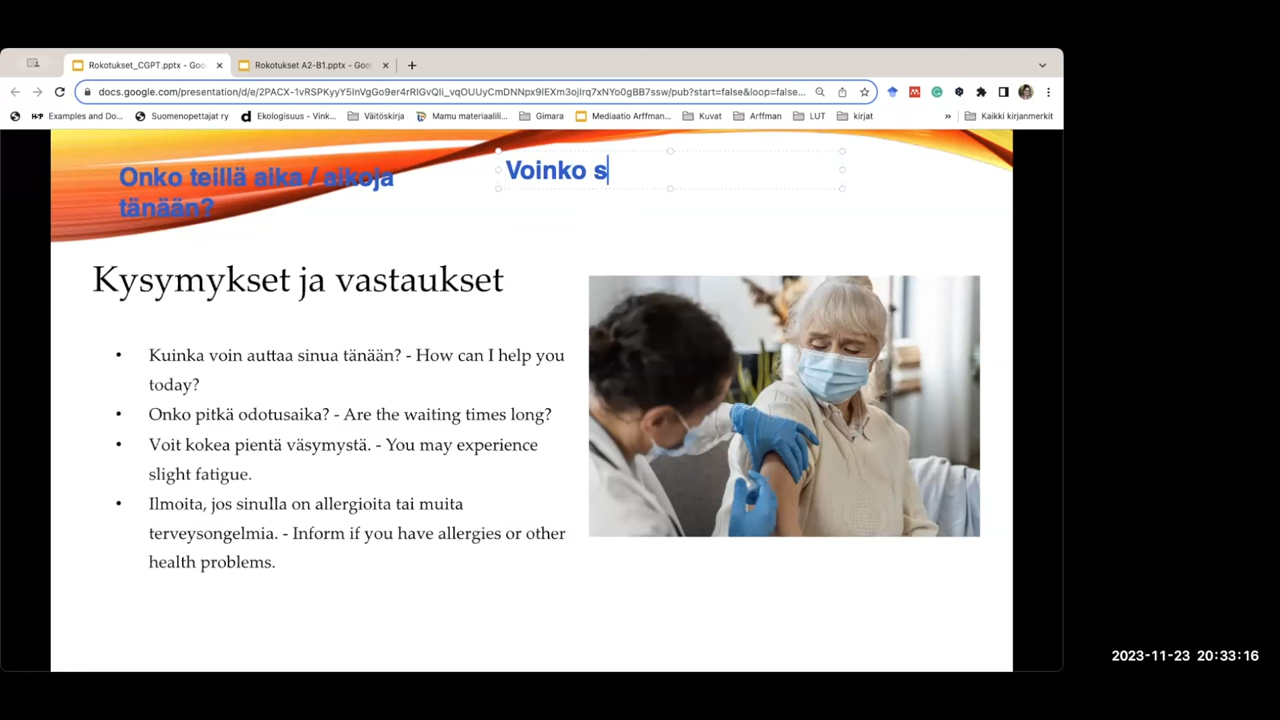 Rokotukset_CGPT.pptx - Goo
Rokotukset A2-B1.pptx - Goo
docs.google.com/presentation/d/e/2PACX-1vRSPKyyY5InVgGo9er4rRIGvQIi_vqOUUyCmDNNpx9lEXm3ojIrq7xNYo0gBB7ssw/pub?start=false&loop=false...
Examples and Do...
Suomenopettajat ry
Ekologisuus - Vink...
Väitöskirja
Mamu materiaalili...
Gimara
Mediaatio Arffman...
Kuvat
Arffman
LUT
kirjat
»
Kaikki kirjanmerkit
Onko teillä aika / aikoja
tänään?
Voinko s
Kysymykset ja vastaukset
• Kuinka voin auttaa sinua tänään? - How can I help you
today?
• Onko pitkä odotusaika? - Are the waiting times long?
• Voit kokea pientä väsymystä. - You may experience
slight fatigue.
• Ilmoita, jos sinulla on allergioita tai muita
terveysongelmia. - Inform if you have allergies or other
health problems.
2023-11-23 20:33:16